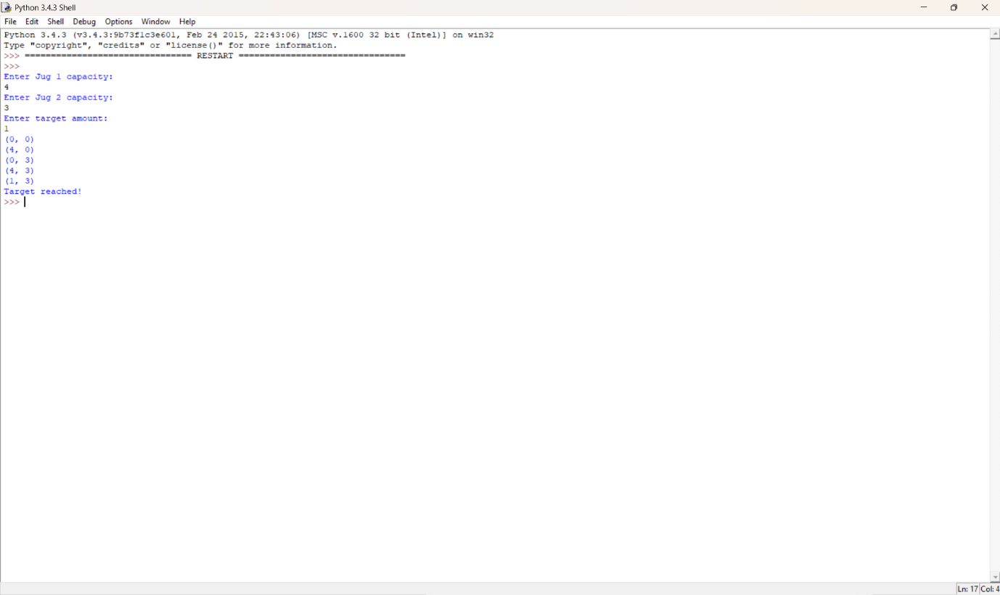 Python 3.4.3 Shell
File Edit Shell Debug Options Window Help
Python 3.4.3 (v3.4.3:9b73f1c3e601, Feb 24 2015, 22:43:06) [MSC v.1600 32 bit (Intel)] on win32
Type "copyright", "credits" or "license()" for more information.
>>> ================================ RESTART ================================
>>>
Enter Jug 1 capacity:
4
Enter Jug 2 capacity:
3
Enter target amount:
1
(0, 0)
(4, 0)
(0, 3)
(4, 3)
(1, 3)
Target reached!
>>>
Ln: 17 Col: 4